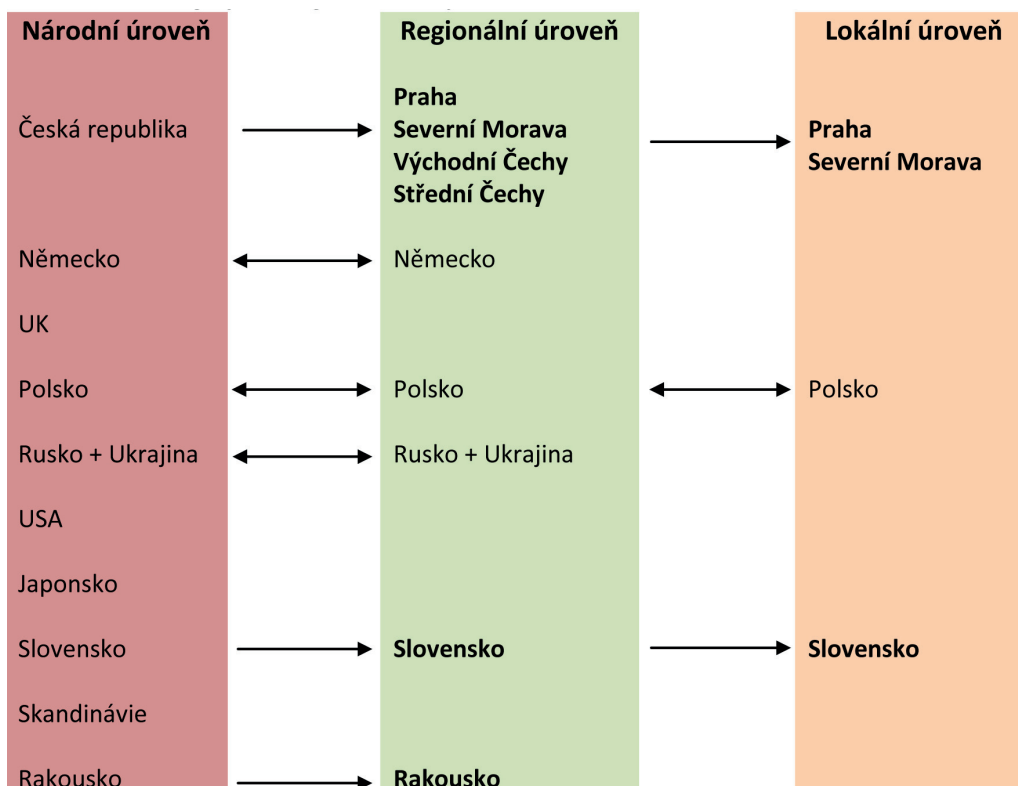 Národní úroveň Regionální úroveň Lokální úroveň
Praha
Česká republika Severní Morava Praha
Východní Čechy Severní Morava
Střední Čechy
Německo Německo
UK
Polsko Polsko Polsko
Rusko + Ukrajina Rusko + Ukrajina
USA
Japonsko
Slovensko Slovensko Slovensko
Skandinávie
Rakousko Rakousko